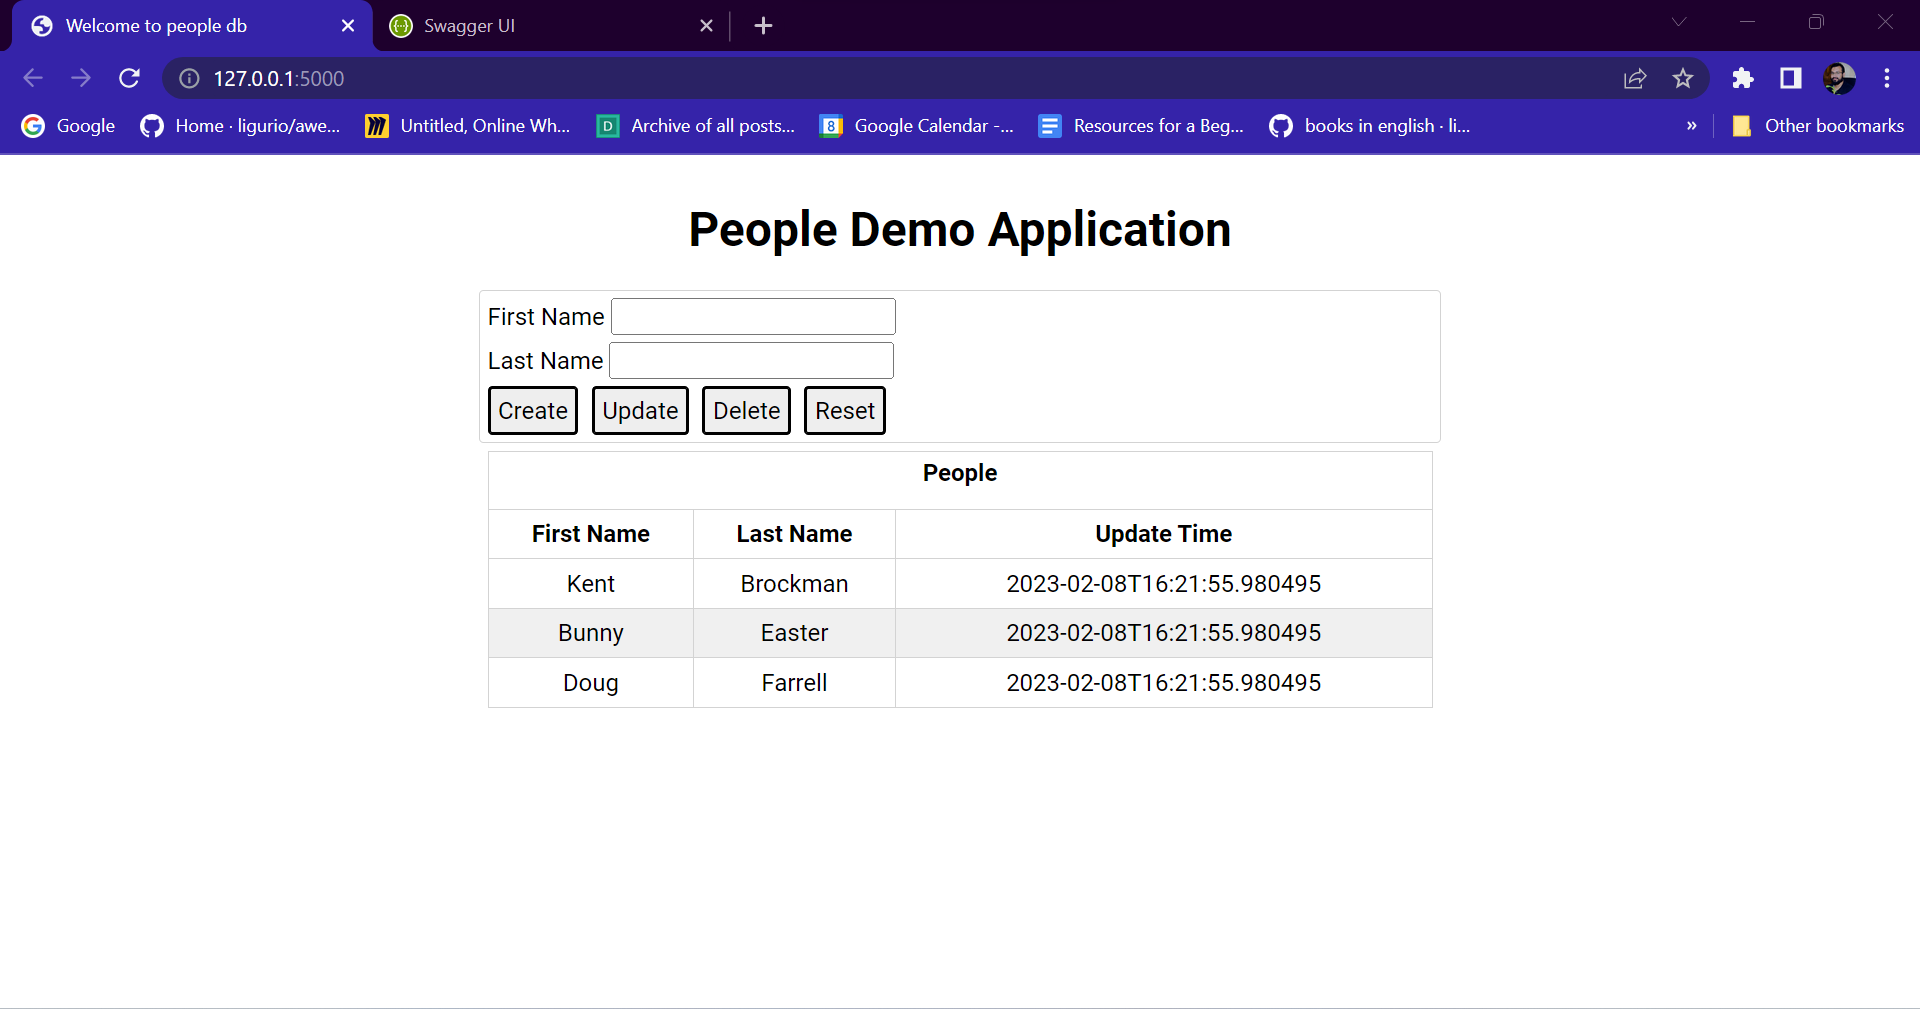 Welcome to people db Swagger UI
127.0.0.1:5000
Google Home · ligurio/awe... Untitled, Online Wh... D Archive of all posts... 8 Google Calendar -... Resources for a Beg... books in english · li... » Other bookmarks
People Demo Application
First Name
Last Name
Create Update Delete Reset
People
First Name Last Name Update Time
Kent Brockman 2023-02-08T16:21:55.980495
Bunny Easter 2023-02-08T16:21:55.980495
Doug Farrell 2023-02-08T16:21:55.980495